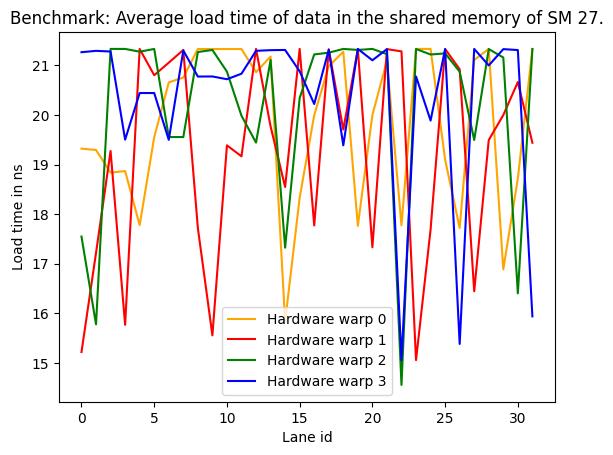 Benchmark: Average load time of data in the shared memory of SM 27.
Load time in ns
21
20
19
18
17
16
15
Hardware warp 0
Hardware warp 1
Hardware warp 2
Hardware warp 3
0 5 10 15 20 25 30
Lane id